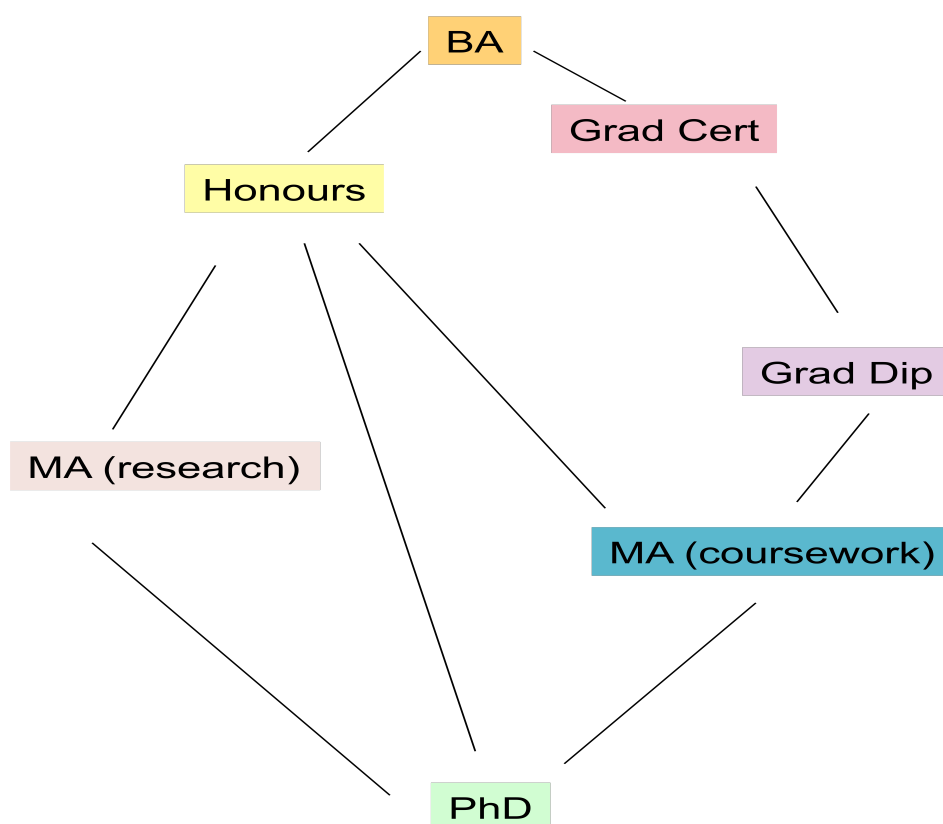 BA
Grad Cert
Honours
Grad Dip
MA (research)
MA (coursework)
PhD